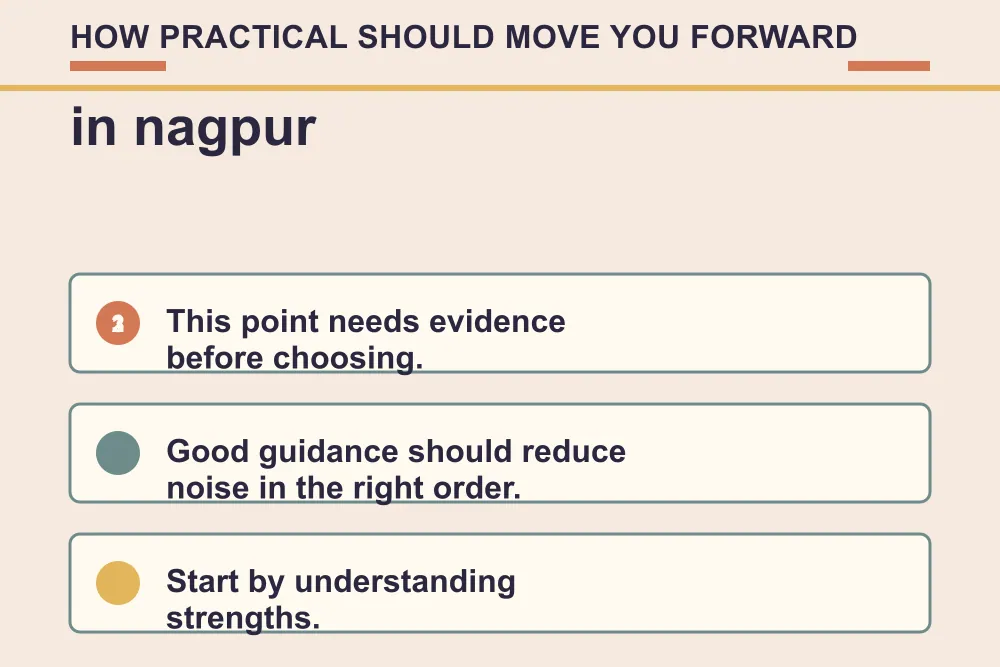 HOW PRACTICAL SHOULD MOVE YOU FORWARD
in nagpur
This point needs evidence
before choosing.
Good guidance should reduce
noise in the right order.
Start by understanding
strengths.